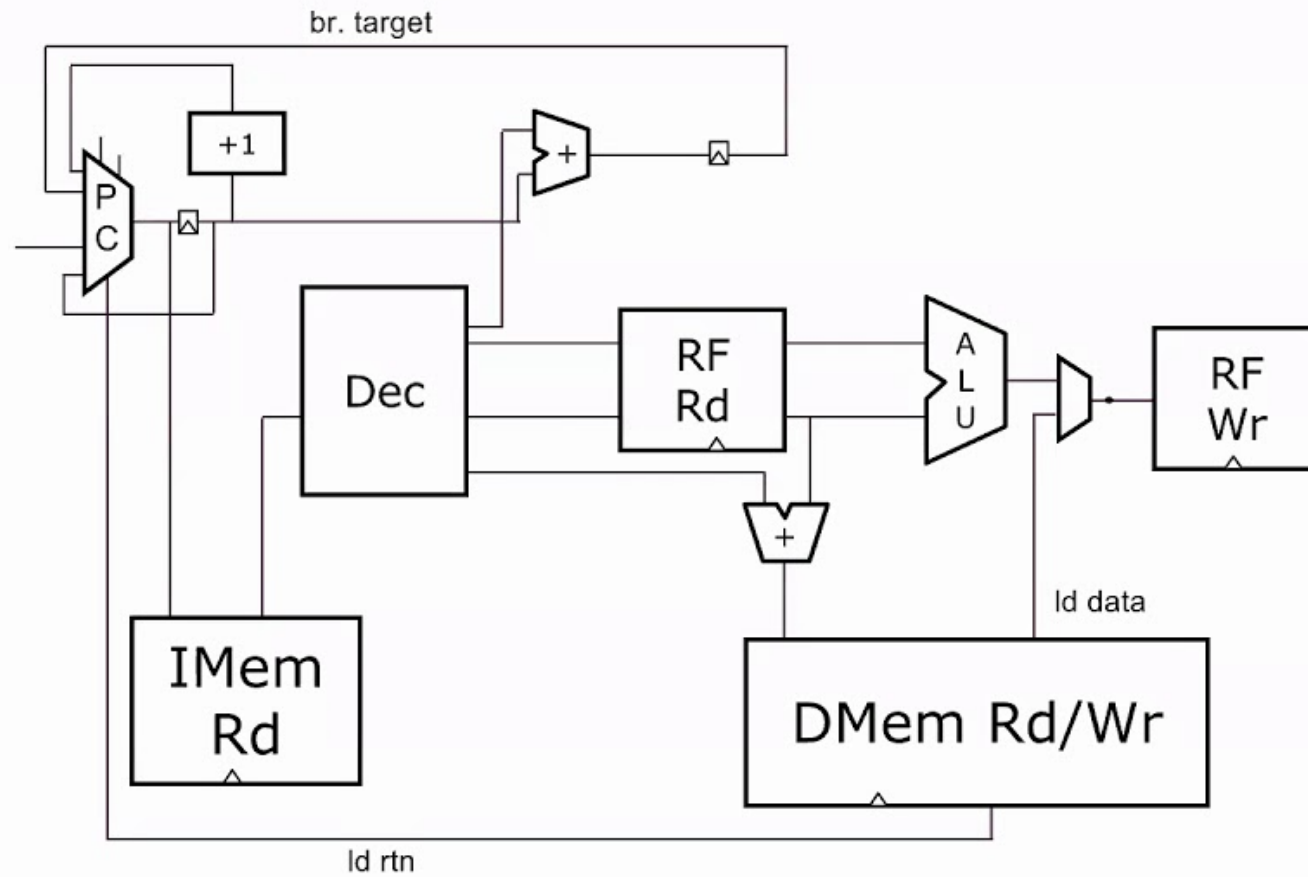 br. target
+1
+
P
C
Dec
RF
Rd
A
L
U
RF
Wr
+
ld data
IMem
Rd
DMem Rd/Wr
ld rtn